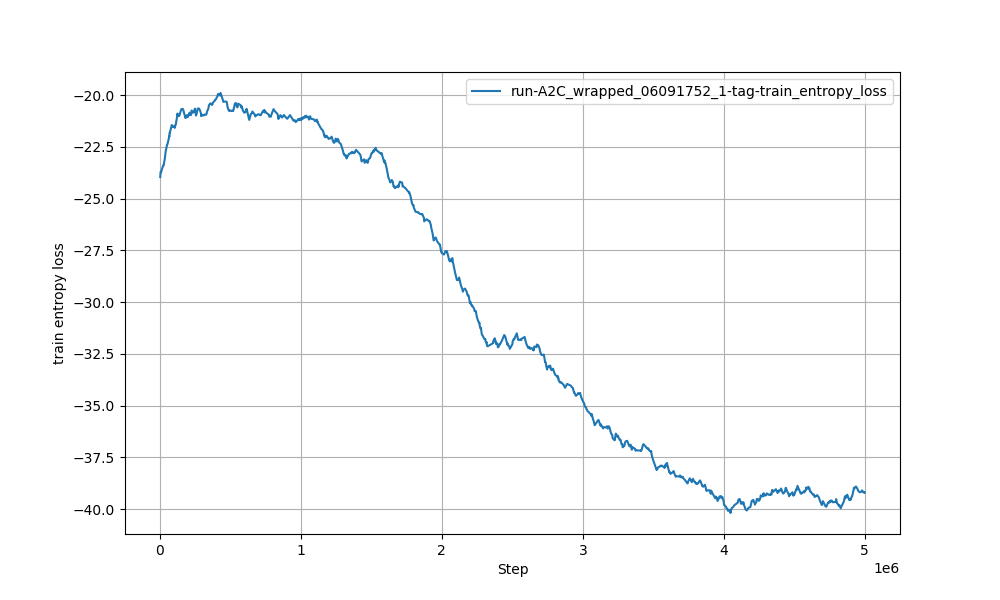 run-A2C_wrapped_06091752_1-tag-train_entropy_loss
train entropy loss
−20.0
−22.5
−25.0
−27.5
−30.0
−32.5
−35.0
−37.5
−40.0
0 1 2 3 4 5
1e6
Step